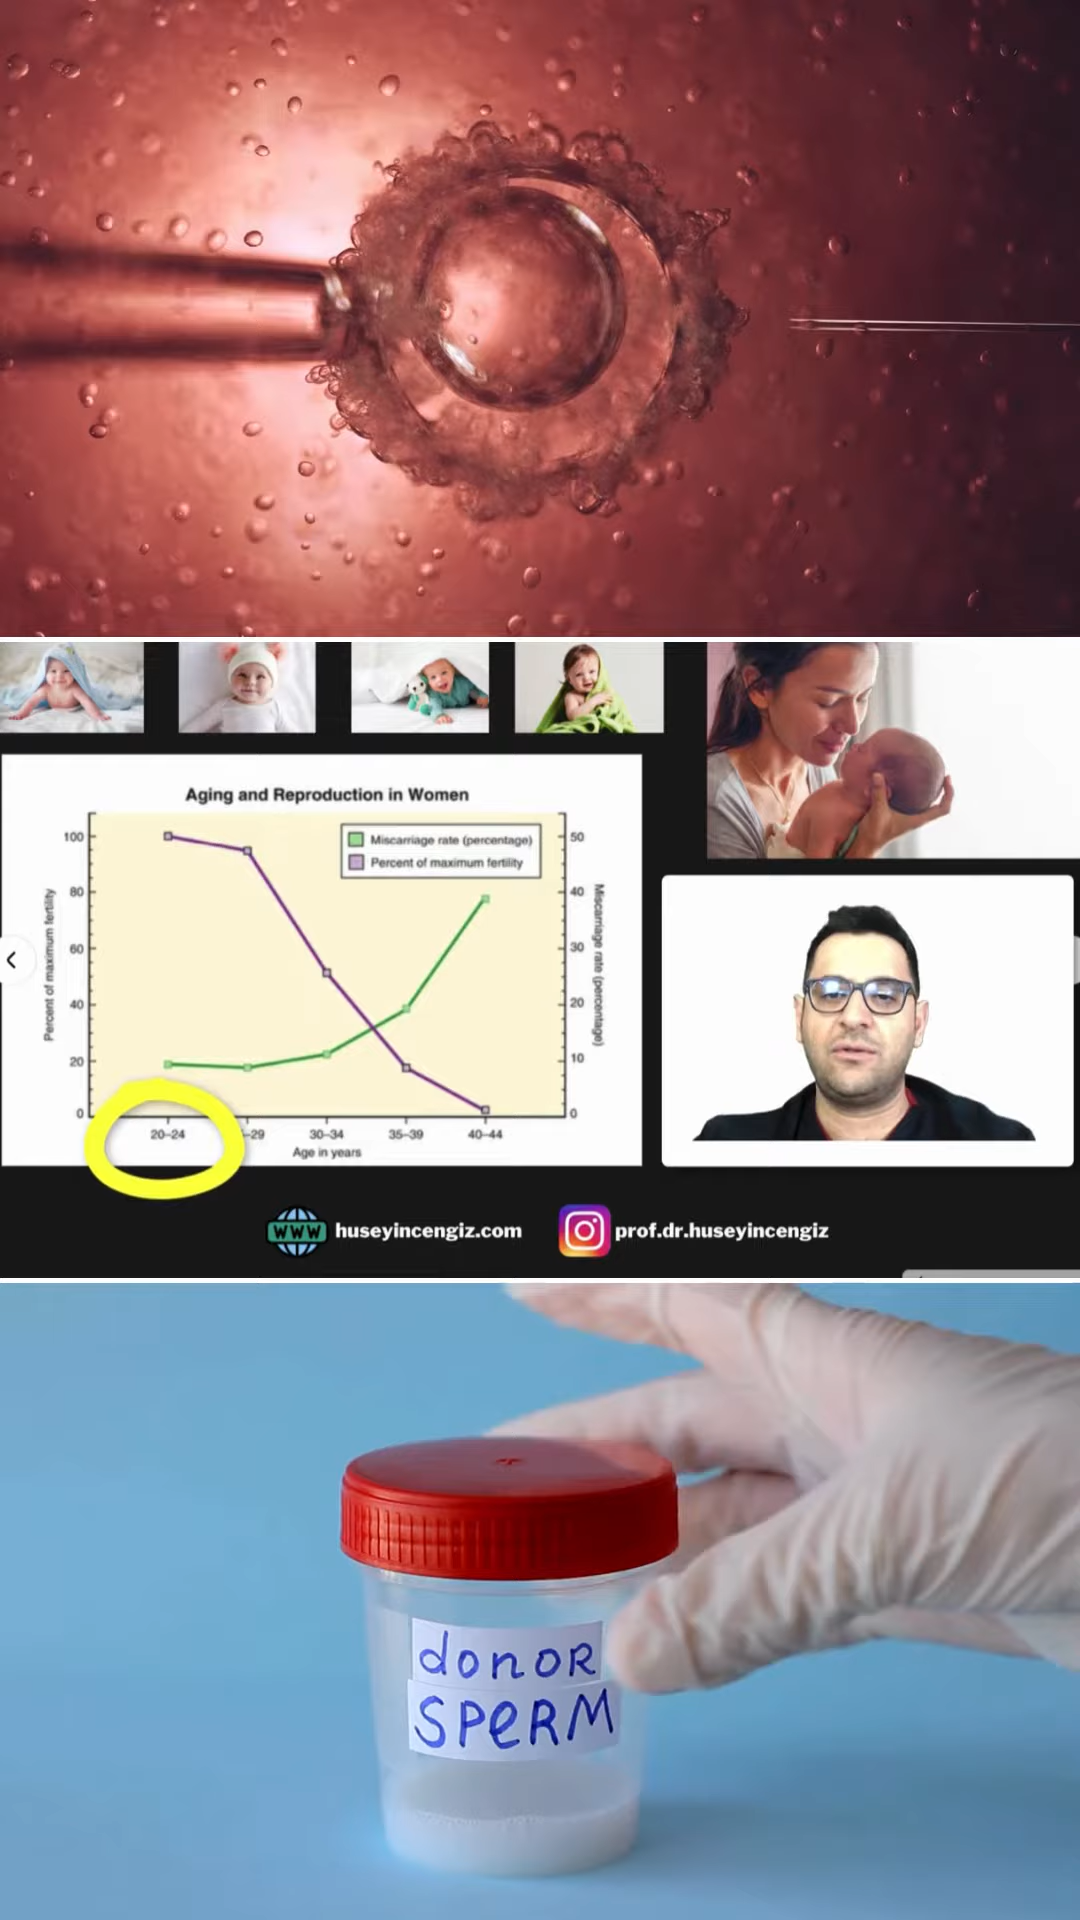 Aging and Reproduction in Women
Miscarriage rate (percentage)
Percent of maximum fertility
Percent of maximum fertility
100
80
60
40
20
0
50
40
30
20
10
0
Miscarriage rate (percentage)
20–24
–29
30–34
35–39
40–44
Age in years
WWW
huseyincengiz.com
prof.dr.huseyincengiz
donor
SPERM